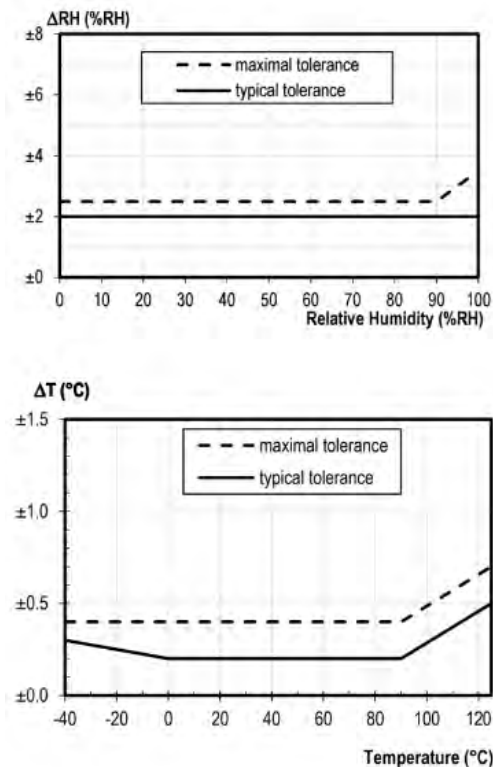 ΔRH (%RH)
±8
maximal tolerance
typical tolerance
±6
±4
±2
±0
0 10 20 30 40 50 60 70 80 90 100
Relative Humidity (%RH)
ΔT (°C)
±1.5
maximal tolerance
typical tolerance
±1.0
±0.5
±0.0
-40 -20 0 20 40 60 80 100 120
Temperature (°C)